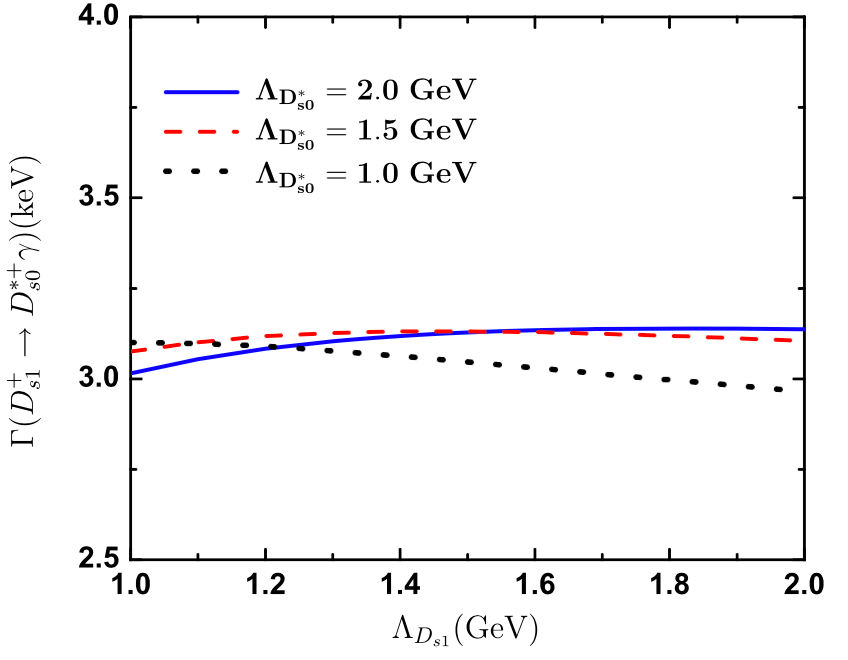 4.0
Λ_{D*_{s0}} = 2.0 GeV
Λ_{D*_{s0}} = 1.5 GeV
Λ_{D*_{s0}} = 1.0 GeV
3.5
3.0
2.5
Γ(D^+_{s1} → D^{*+}_{s0} γ)(keV)
1.0 1.2 1.4 1.6 1.8 2.0
Λ_{D_{s1}}(GeV)